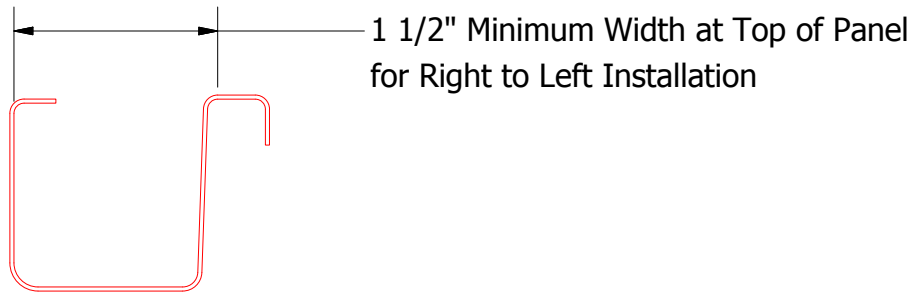 1 1/2" Minimum Width at Top of Panel
for Right to Left Installation